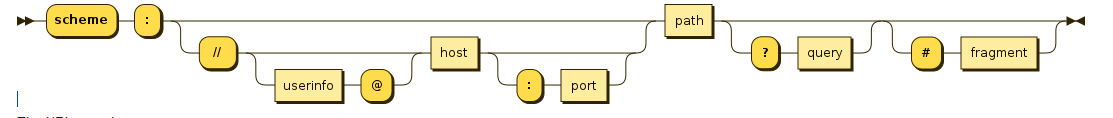 scheme : path
// host ? query # fragment
userinfo @ : port